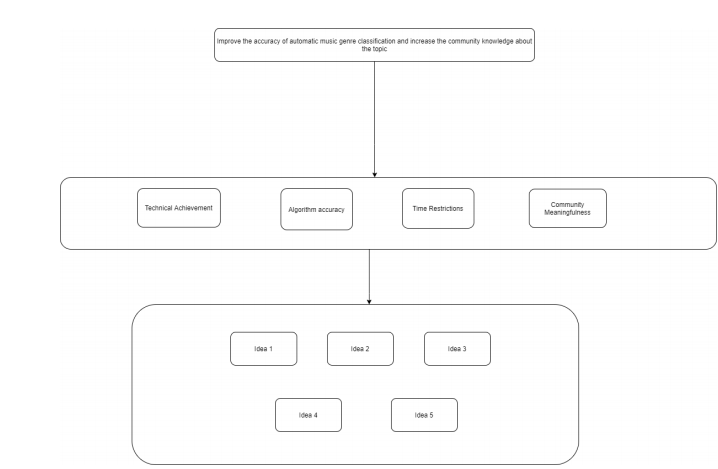 Improve the accuracy of automatic music genre classification and increase the community knowledge about
the topic
Technical Achievement
Algorithm accuracy
Time Restrictions
Community
Meaningfulness
Idea 1
Idea 2
Idea 3
Idea 4
Idea 5